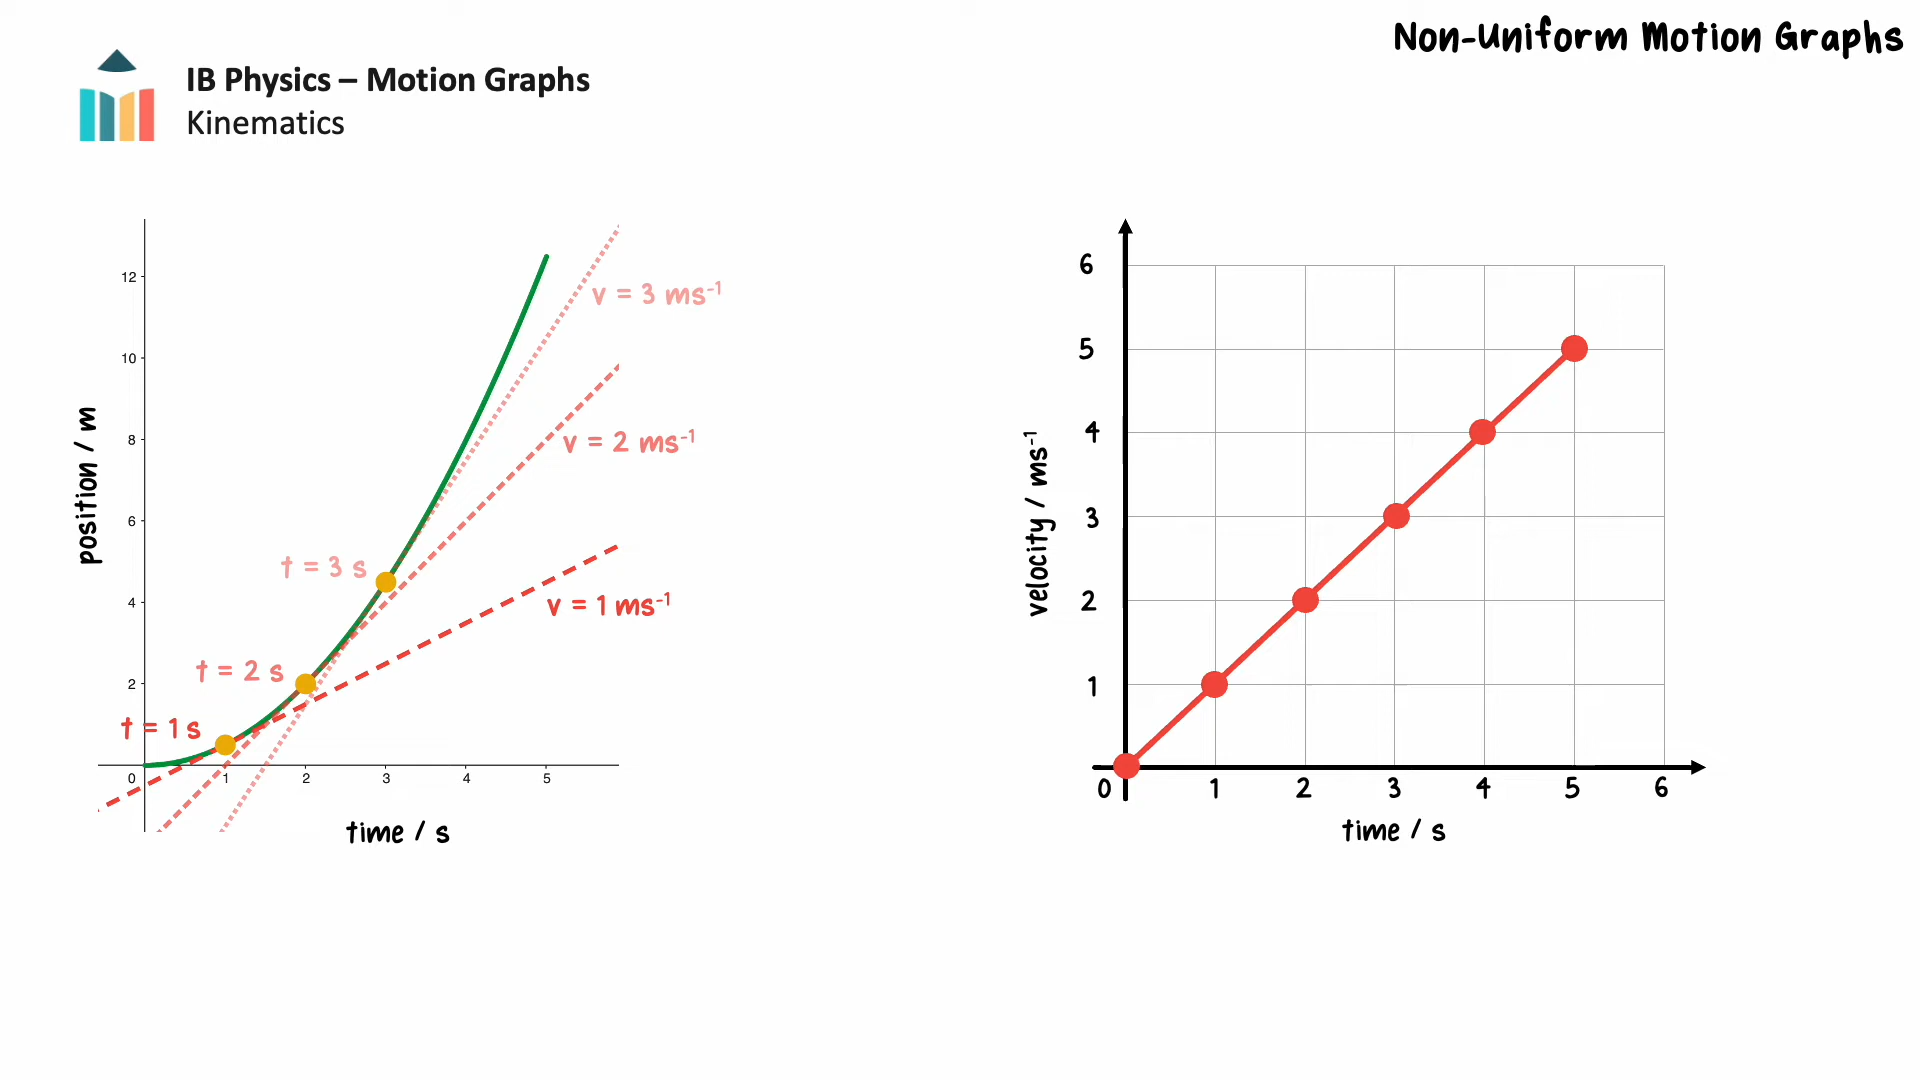 Non-Uniform Motion Graphs
IB Physics – Motion Graphs
Kinematics
12
10
8
6
4
2
0
1
2
3
4
5
position / m
time / s
v = 3 ms⁻¹
v = 2 ms⁻¹
v = 1 ms⁻¹
t = 3 s
t = 2 s
t = 1 s
6
5
4
3
2
1
0
1
2
3
4
5
6
velocity / ms⁻¹
time / s